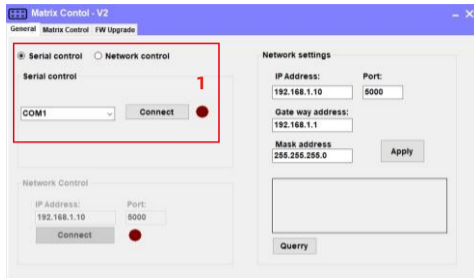 Matrix Contol - V2
General Matrix Control FW Upgrade
Serial control Network control
Serial control
1
COM1 Connect
Network Control
IP Address: Port:
192.168.1.10 5000
Connect
Network settings
IP Address: Port:
192.168.1.10 5000
Gate way address:
192.168.1.1
Mask address
255.255.255.0
Apply
Querry